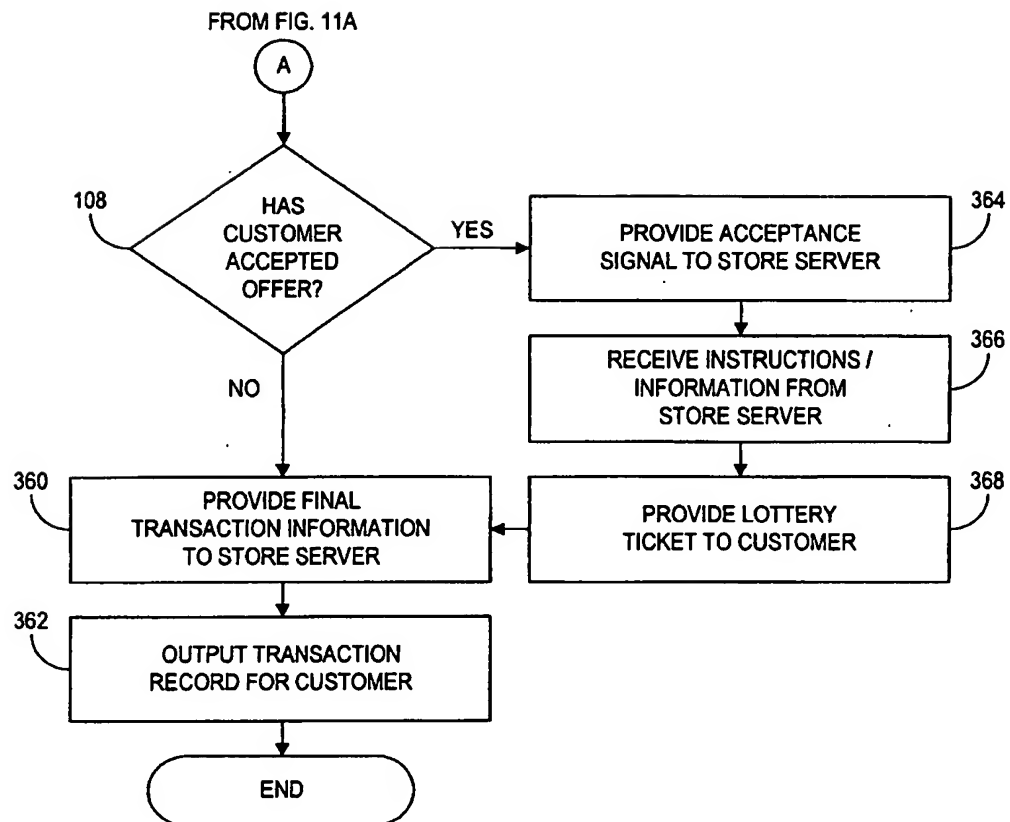 FROM FIG. 11A
A
108
HAS
CUSTOMER
ACCEPTED
OFFER?
YES
NO
364
PROVIDE ACCEPTANCE
SIGNAL TO STORE SERVER
366
RECEIVE INSTRUCTIONS /
INFORMATION FROM
STORE SERVER
368
PROVIDE LOTTERY
TICKET TO CUSTOMER
360
PROVIDE FINAL
TRANSACTION INFORMATION
TO STORE SERVER
362
OUTPUT TRANSACTION
RECORD FOR CUSTOMER
END